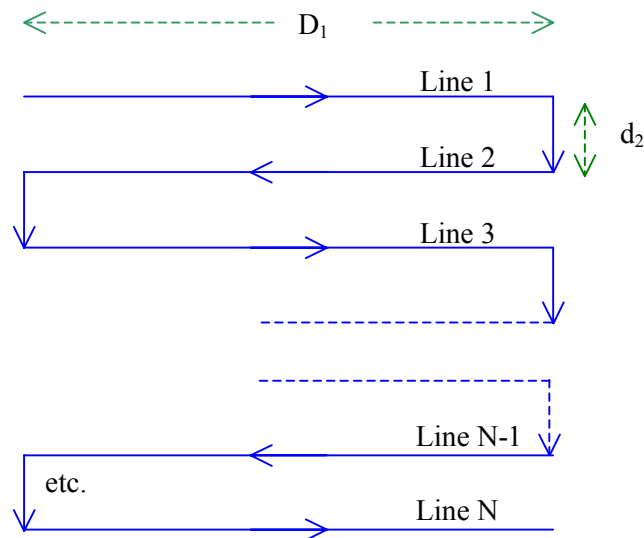 D₁
Line 1
d₂
Line 2
Line 3
Line N-1
etc.
Line N